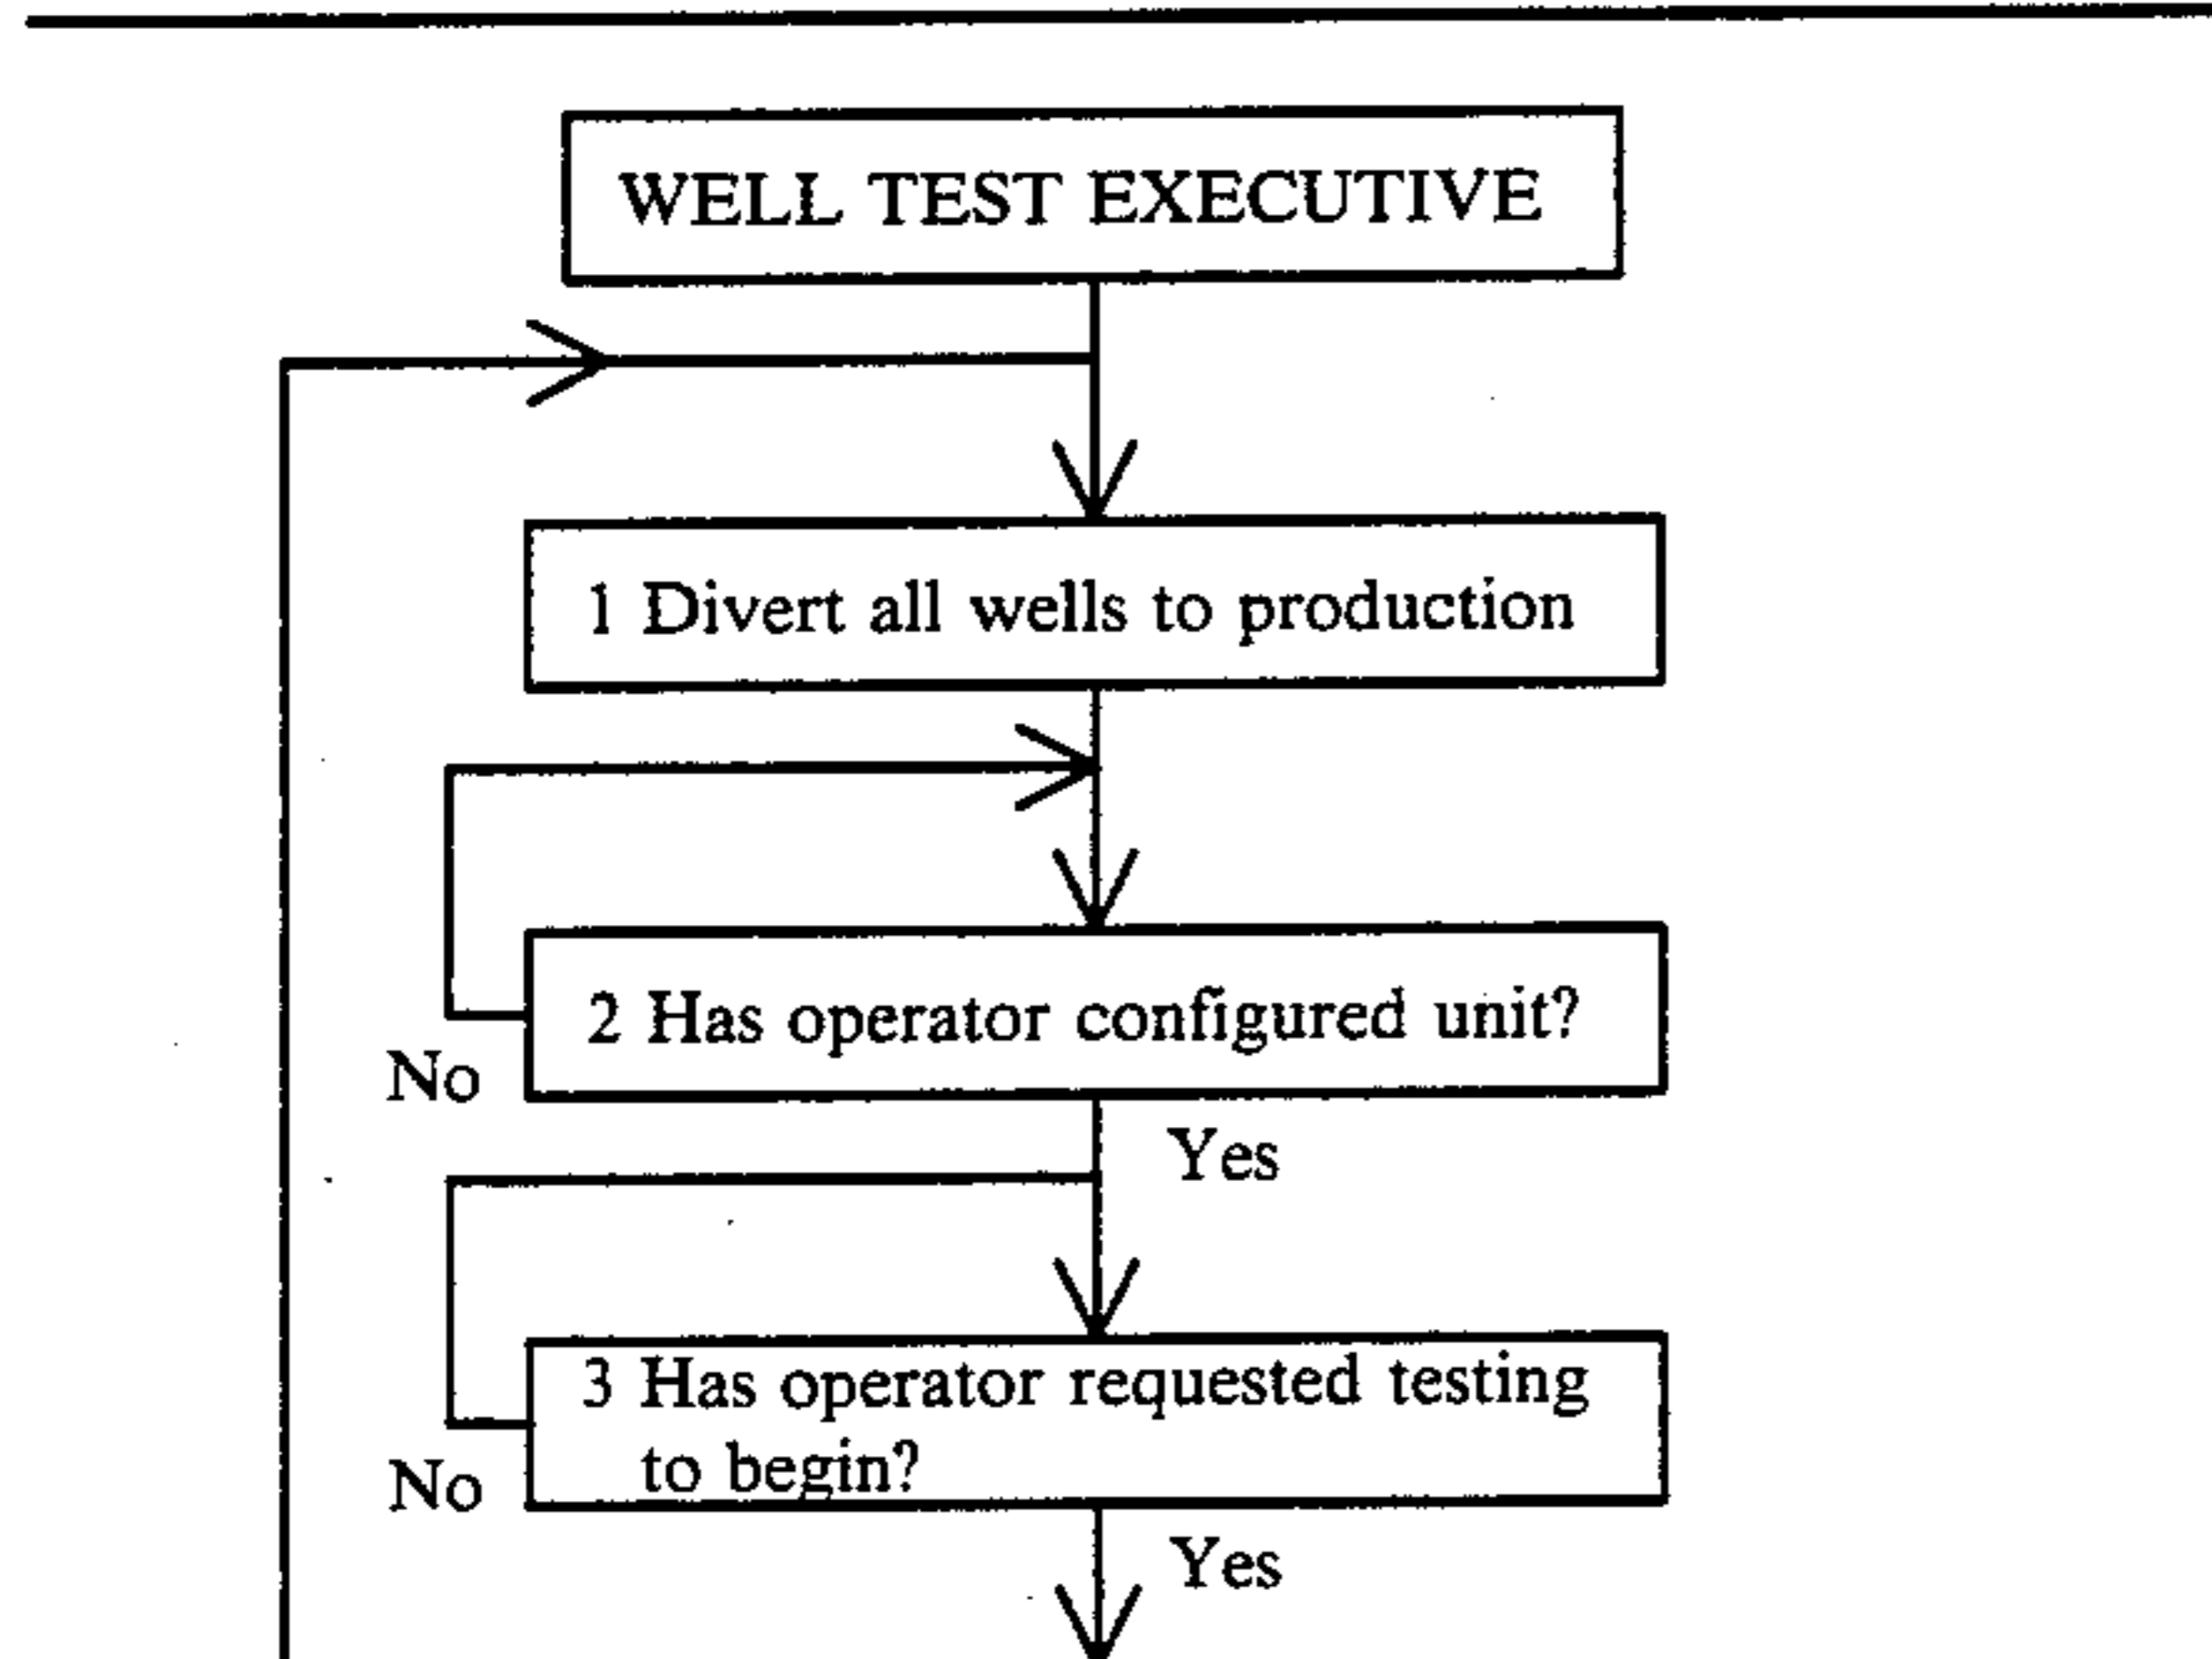 WELL TEST EXECUTIVE
1 Divert all wells to production
2 Has operator configured unit?
No
Yes
3 Has operator requested testing
to begin?
No
Yes